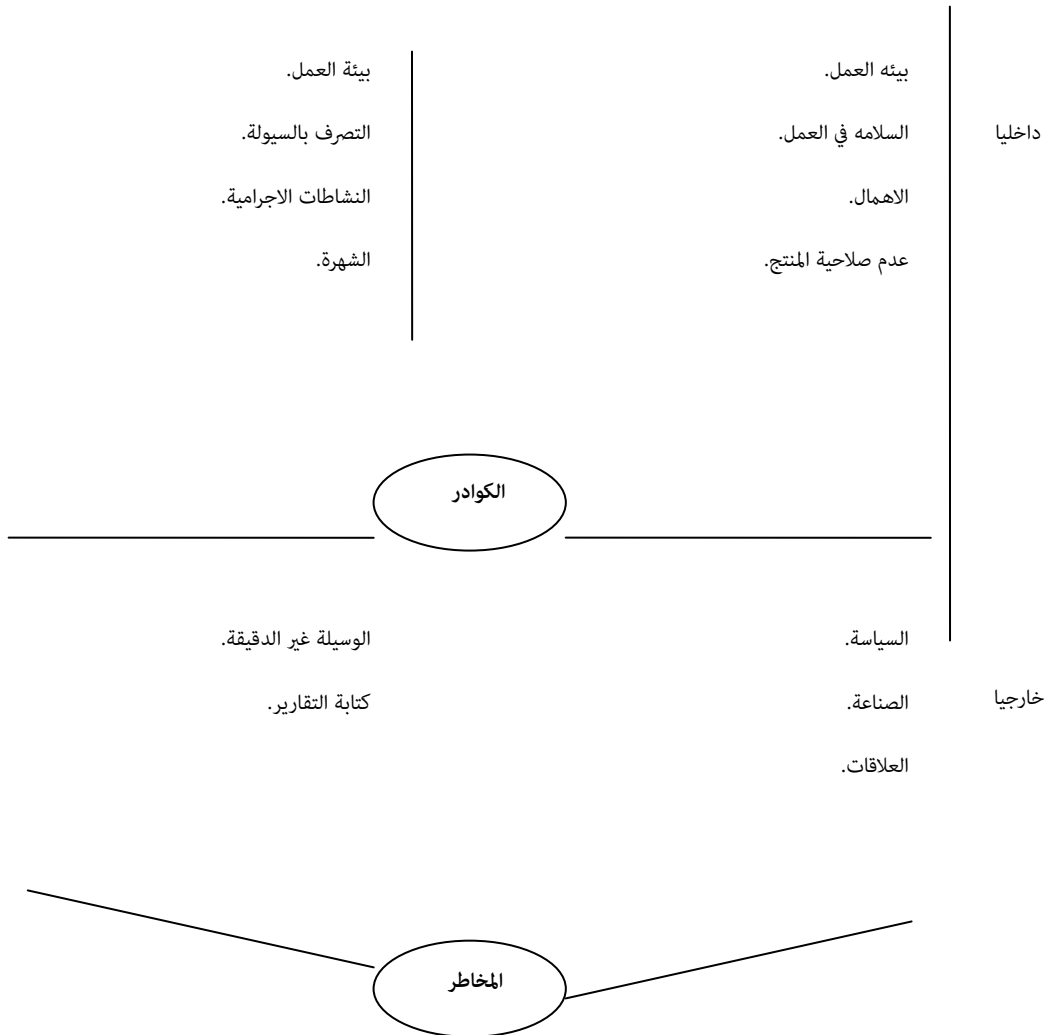 بيئه العمل.
بيئة العمل.
داخليا
السلامه في العمل.
التصرف بالسيولة.
الاهمال.
النشاطات الاجرامية.
عدم صلاحية المنتج.
الشهرة.
الكوادر
السياسة.
الوسيلة غير الدقيقة.
خارجيا
الصناعة.
كتابة التقارير.
العلاقات.
المخاطر